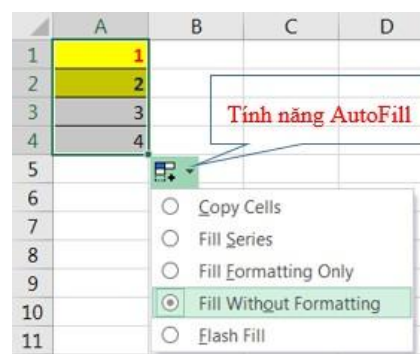 A B C D
1 1
2 2
3 3 Tính năng AutoFill
4 4
5
6 Copy Cells
7 Fill Series
8
9 Fill Formatting Only
10 Fill Without Formatting
11 Flash Fill